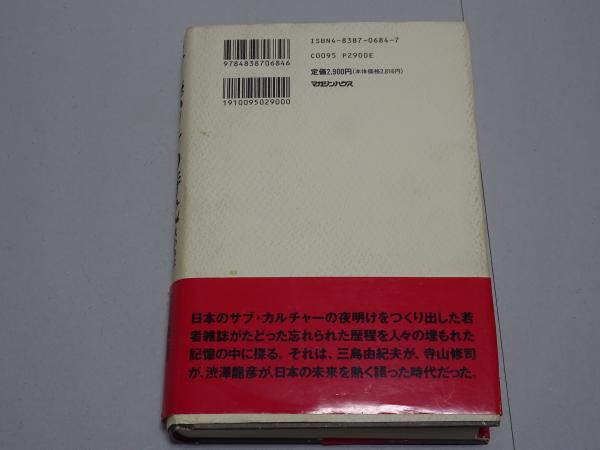 ISBN4-8387-0684-7
C0095 P2900E
定価2,900円(本体価格2,816円)
マガジンハウス
9784838706846
1910095029000
日本のサブ・カルチャーの夜明けをつくり出した若
者雑誌がたどった忘れられた歴程を人々の埋もれた
記憶の中に探る。それは、三島由紀夫が、寺山修司
が、渋澤龍彦が、日本の未来を熱く語った時代だった。